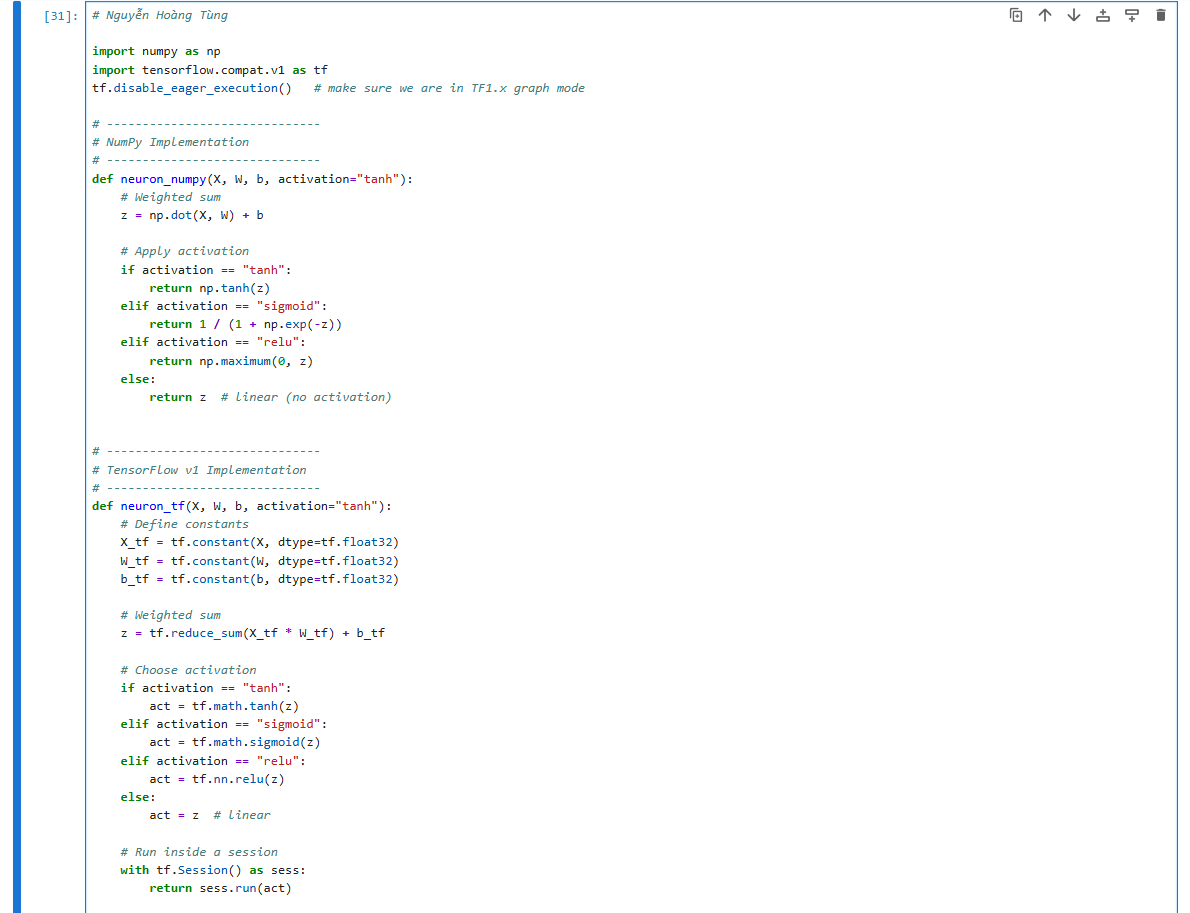 [31]: # Nguyễn Hoàng Tùng
import numpy as np
import tensorflow.compat.v1 as tf
tf.disable_eager_execution()   # make sure we are in TF1.x graph mode
# ------------------------------
# NumPy Implementation
# ------------------------------
def neuron_numpy(X, W, b, activation="tanh"):
    # Weighted sum
    z = np.dot(X, W) + b
    # Apply activation
    if activation == "tanh":
        return np.tanh(z)
    elif activation == "sigmoid":
        return 1 / (1 + np.exp(-z))
    elif activation == "relu":
        return np.maximum(0, z)
    else:
        return z  # linear (no activation)
# ------------------------------
# TensorFlow v1 Implementation
# ------------------------------
def neuron_tf(X, W, b, activation="tanh"):
    # Define constants
    X_tf = tf.constant(X, dtype=tf.float32)
    W_tf = tf.constant(W, dtype=tf.float32)
    b_tf = tf.constant(b, dtype=tf.float32)
    # Weighted sum
    z = tf.reduce_sum(X_tf * W_tf) + b_tf
    # Choose activation
    if activation == "tanh":
        act = tf.math.tanh(z)
    elif activation == "sigmoid":
        act = tf.math.sigmoid(z)
    elif activation == "relu":
        act = tf.nn.relu(z)
    else:
        act = z  # linear
    # Run inside a session
    with tf.Session() as sess:
        return sess.run(act)